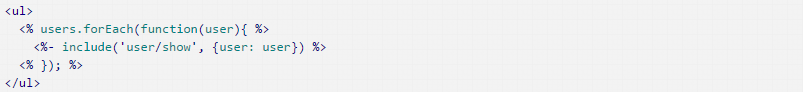 <ul>
  <% users.forEach(function(user){ %>
    <%- include('user/show', {user: user}) %>
  <% }); %>
</ul>